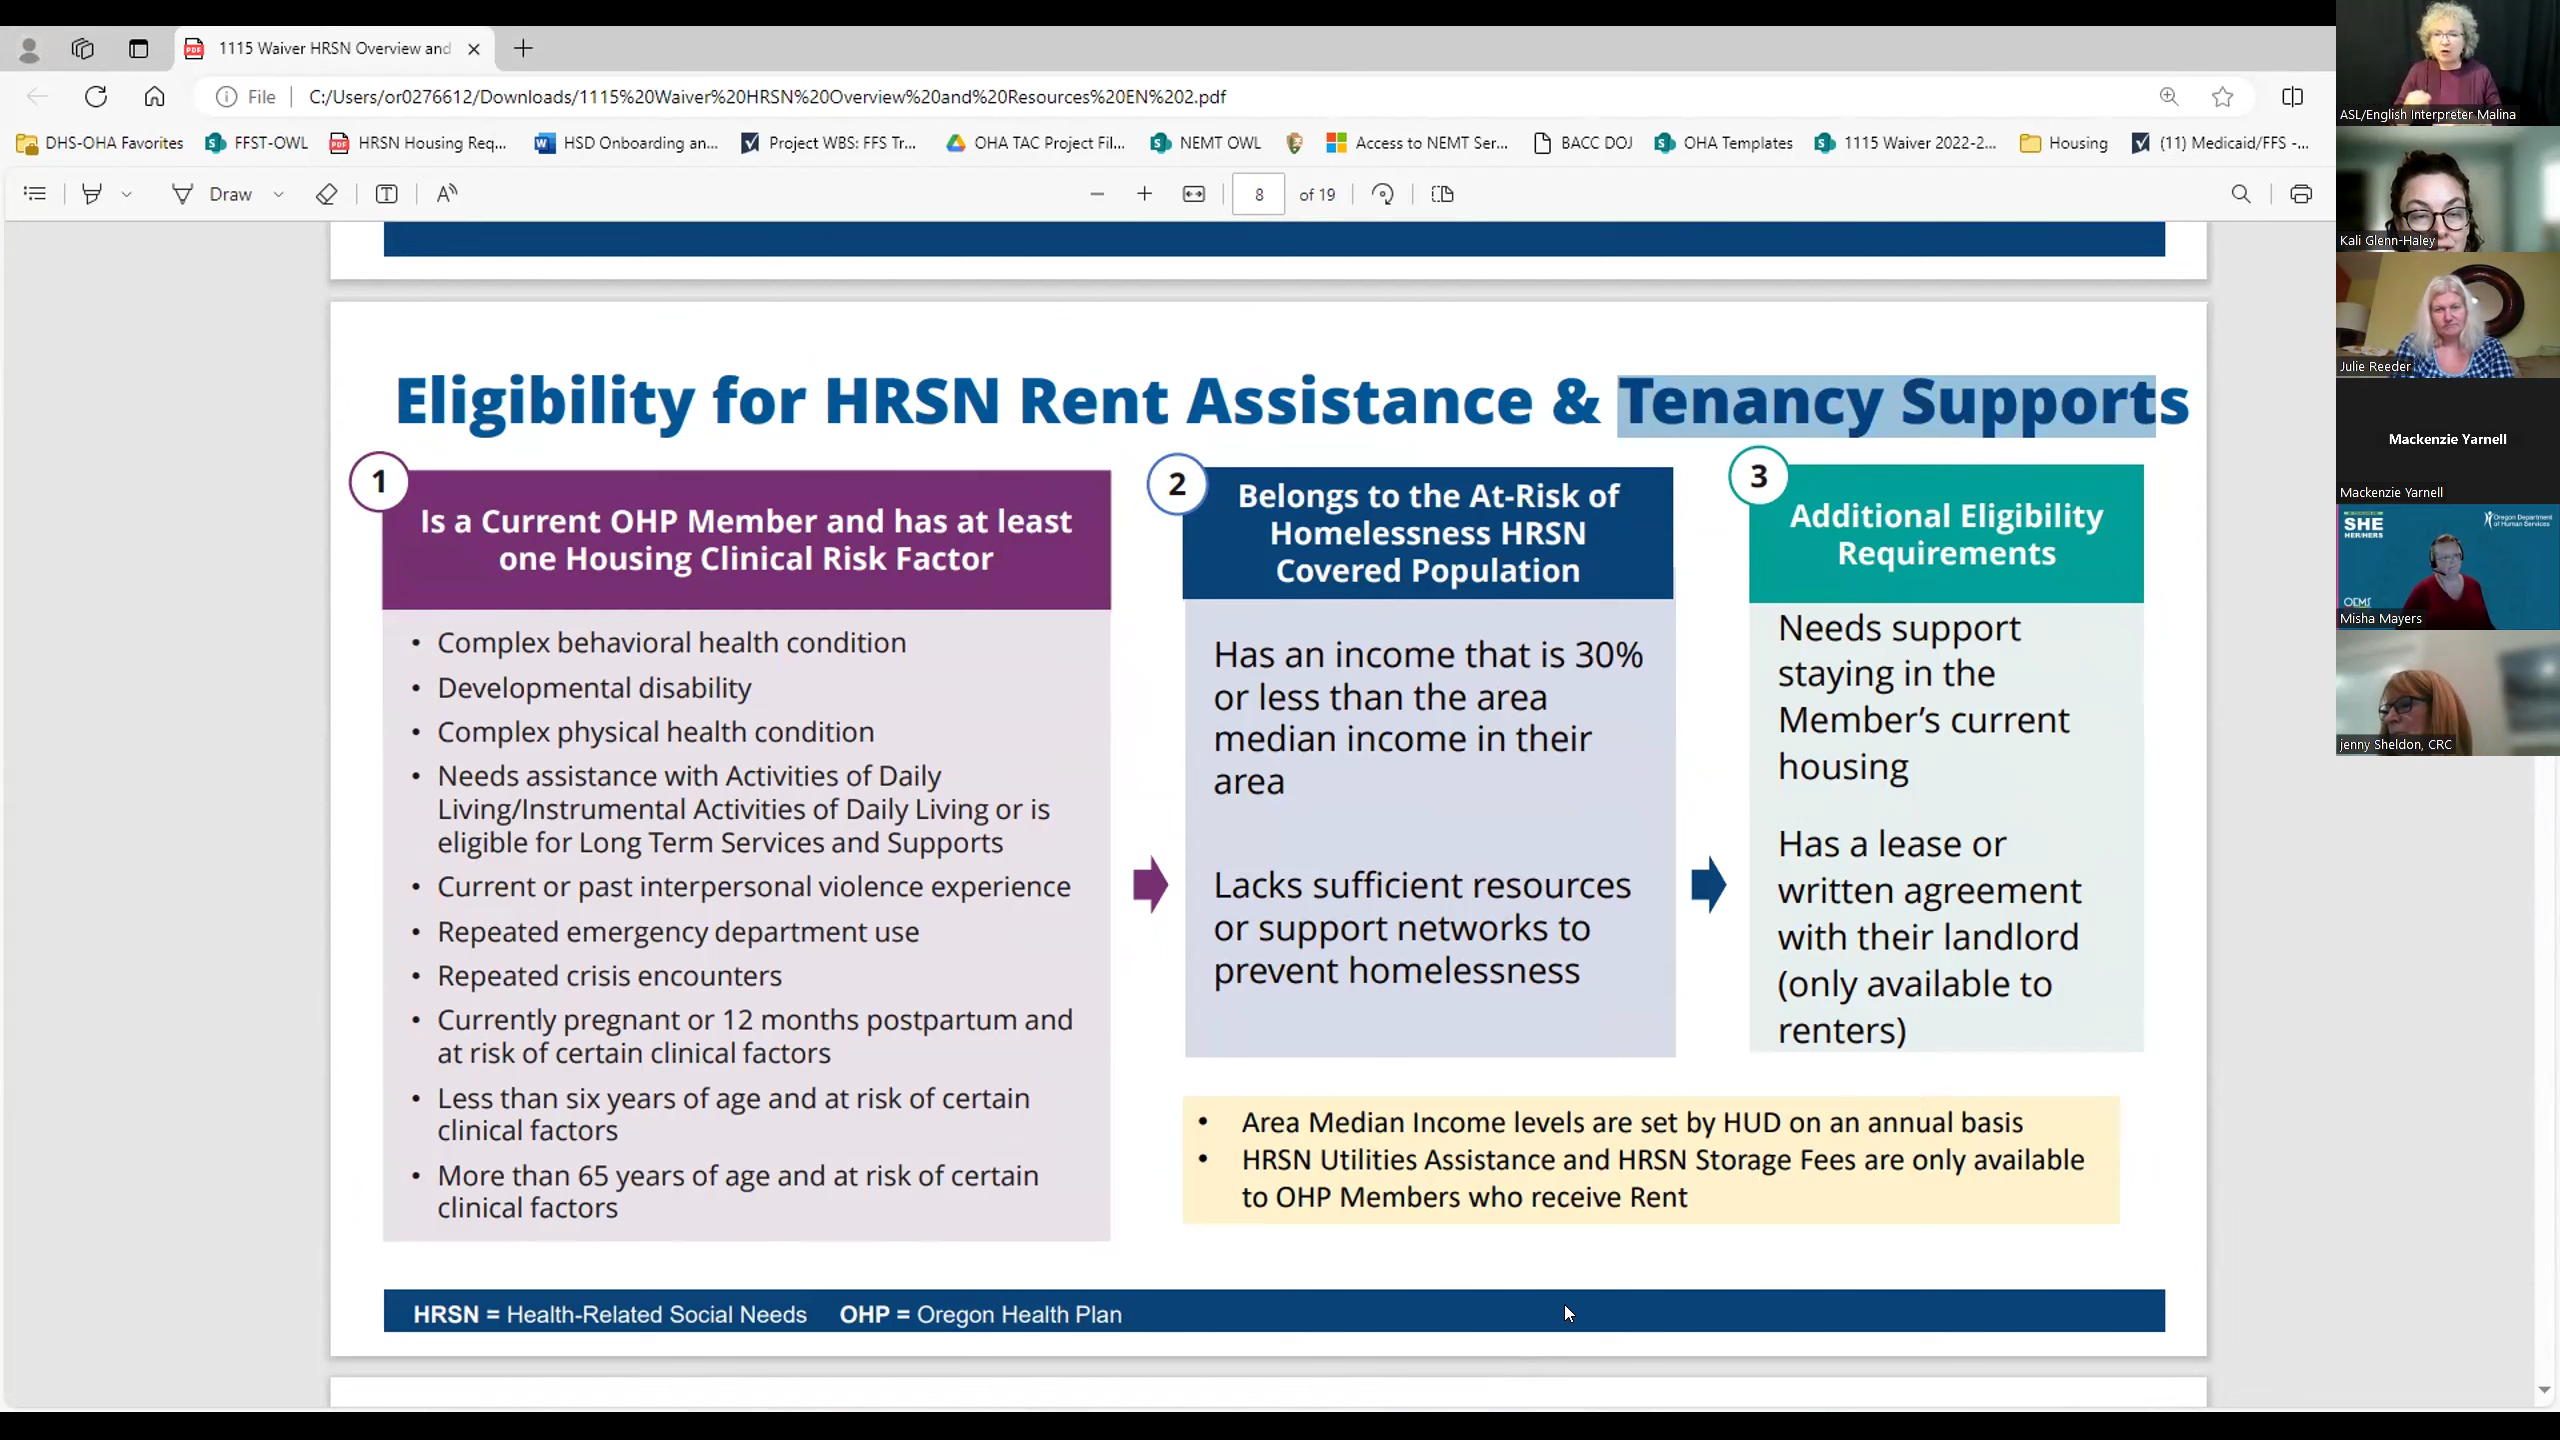 1115 Waiver HRSN Overview and
File
C:/Users/or0276612/Downloads/1115%20Waiver%20HRSN%20Overview%20and%20Resources%20EN%202.pdf
DHS-OHA Favorites
FFST-OWL
HRSN Housing Req...
HSD Onboarding an...
Project WBS: FFS Tr...
OHA TAC Project Fil...
NEMT OWL
Access to NEMT Ser...
BACC DOJ
OHA Templates
1115 Waiver 2022-2...
Housing
(11) Medicaid/FFS -...
Draw
8 of 19
Eligibility for HRSN Rent Assistance & Tenancy Supports
1
Is a Current OHP Member and has at least
one Housing Clinical Risk Factor
• Complex behavioral health condition
• Developmental disability
• Complex physical health condition
• Needs assistance with Activities of Daily
Living/Instrumental Activities of Daily Living or is
eligible for Long Term Services and Supports
• Current or past interpersonal violence experience
• Repeated emergency department use
• Repeated crisis encounters
• Currently pregnant or 12 months postpartum and
at risk of certain clinical factors
• Less than six years of age and at risk of certain
clinical factors
• More than 65 years of age and at risk of certain
clinical factors
2
Belongs to the At-Risk of
Homelessness HRSN
Covered Population
Has an income that is 30%
or less than the area
median income in their
area
Lacks sufficient resources
or support networks to
prevent homelessness
3
Additional Eligibility
Requirements
Needs support
staying in the
Member's current
housing
Has a lease or
written agreement
with their landlord
(only available to
renters)
• Area Median Income levels are set by HUD on an annual basis
• HRSN Utilities Assistance and HRSN Storage Fees are only available
to OHP Members who receive Rent
HRSN = Health-Related Social Needs OHP = Oregon Health Plan
ASL/English Interpreter Malina
Kali Glenn-Haley
Julie Reeder
Mackenzie Yarnell
Mackenzie Yarnell
SHE
HER/HERS
Oregon Department
of Human Services
Misha Mayers
jenny Sheldon, CRC